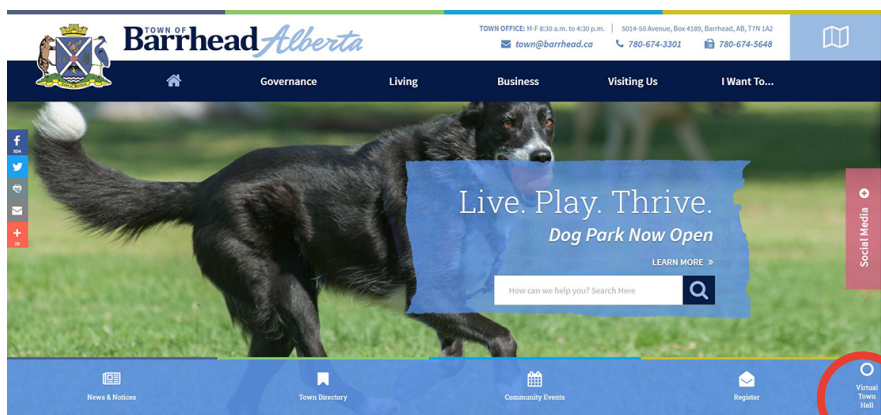 TOWN OF
Barrhead Alberta
TOWN OFFICE: M-F 8:30 a.m. to 4:30 p.m. | 5014-50 Avenue, Box 4189, Barrhead, AB, T7N 1A2
town@barrhead.ca 780-674-3301 780-674-5648
Governance Living Business Visiting Us I Want To...
504
Live. Play. Thrive.
Dog Park Now Open
LEARN MORE »
How can we help you? Search Here
28
Social Media
News & Notices Town Directory Community Events Register
Virtual
Town
Hall